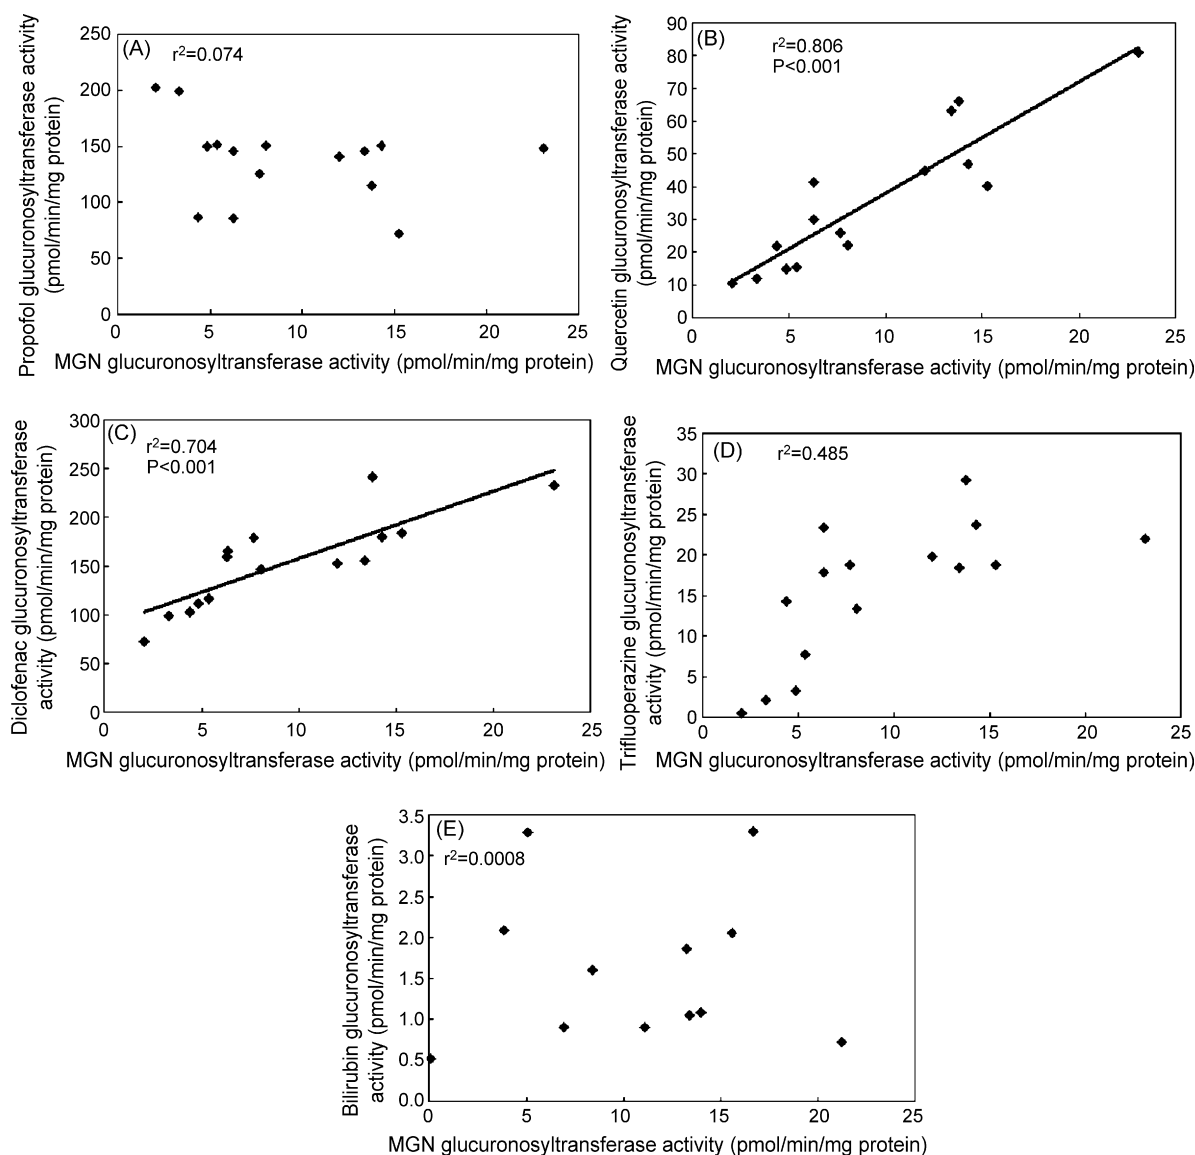 (A)
r²=0.074
Propofol glucuronosyltransferase activity
(pmol/min/mg protein)
250
200
150
100
50
0
0 5 10 15 20 25
MGN glucuronosyltransferase activity (pmol/min/mg protein)
(B)
r²=0.806
P<0.001
Quercetin glucuronosyltransferase activity
(pmol/min/mg protein)
90
80
70
60
50
40
30
20
10
0
0 5 10 15 20 25
MGN glucuronosyltransferase activity (pmol/min/mg protein)
(C)
r²=0.704
P<0.001
Diclofenac glucuronosyltransferase
activity (pmol/min/mg protein)
300
250
200
150
100
50
0
0 5 10 15 20 25
MGN glucuronosyltransferase activity (pmol/min/mg protein)
(D)
r²=0.485
Trifluoperazine glucuronosyltransferase
activity (pmol/min/mg protein)
35
30
25
20
15
10
5
0
0 5 10 15 20 25
MGN glucuronosyltransferase activity (pmol/min/mg protein)
(E)
r²=0.0008
Bilirubin glucuronosyltransferase
activity (pmol/min/mg protein)
3.5
3.0
2.5
2.0
1.5
1.0
0.5
0.0
0 5 10 15 20 25
MGN glucuronosyltransferase activity (pmol/min/mg protein)